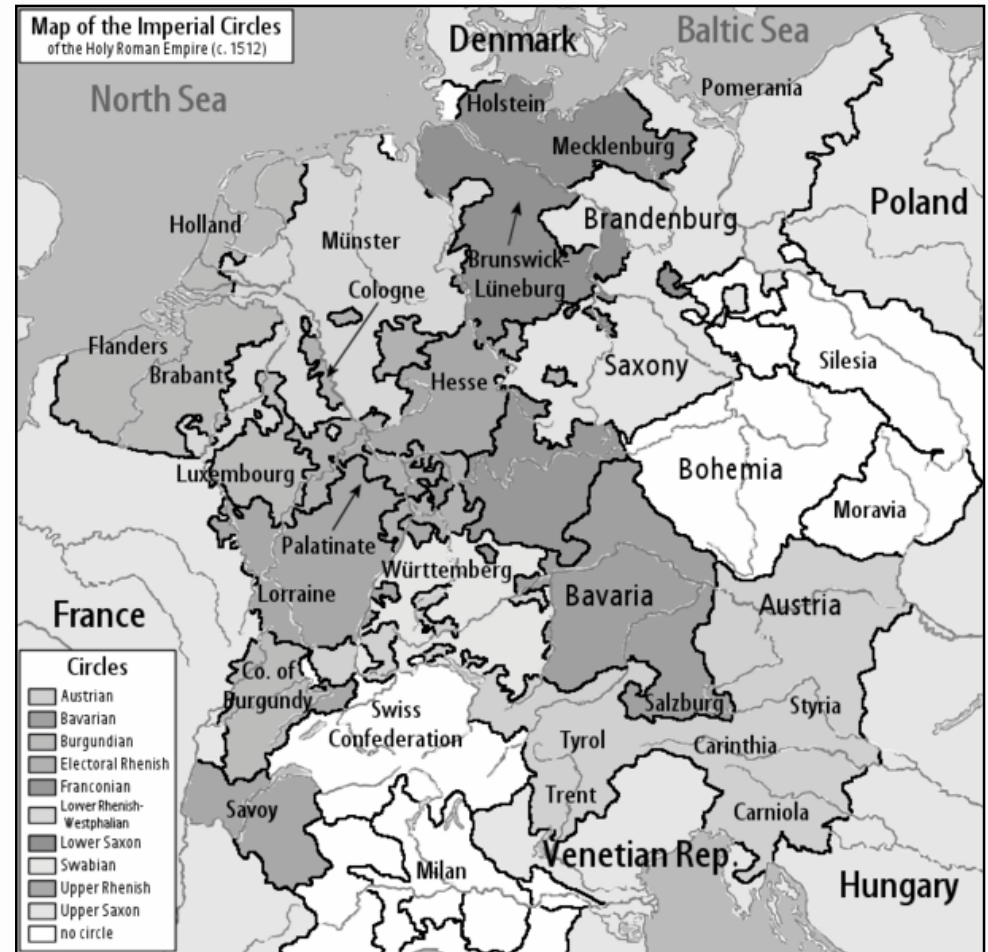 Map of the Imperial Circles
of the Holy Roman Empire (c. 1512)
Denmark
Baltic Sea
North Sea
Holstein
Pomerania
Mecklenburg
Poland
Holland
Münster
Brandenburg
Brunswick-
Lüneburg
Cologne
Flanders
Brabant
Hesse
Saxony
Silesia
Luxembourg
Bohemia
Moravia
Palatinate
Württemberg
Lorraine
Bavaria
Austria
France
Co. of
Burgundy
Swiss
Confederation
Salzburg
Styria
Tyrol
Carinthia
Savoy
Trent
Carniola
Milan
Venetian Rep.
Hungary
Circles
Austrian
Bavarian
Burgundian
Electoral Rhenish
Franconian
Lower Rhenish-
Westphalian
Lower Saxon
Swabian
Upper Rhenish
Upper Saxon
no circle